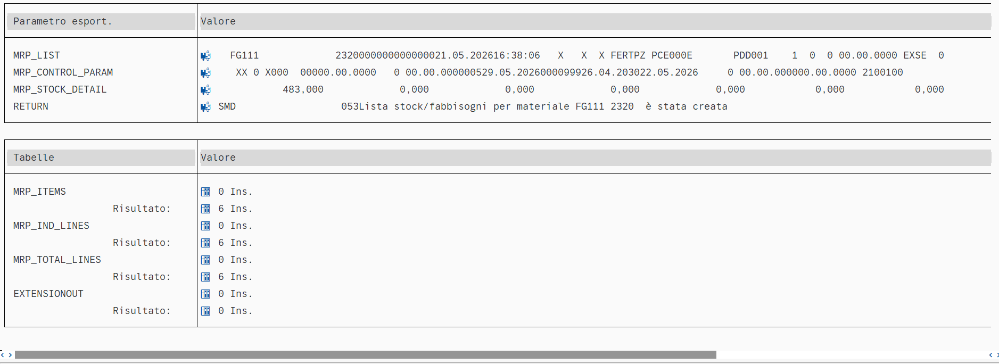 Parametro esport. Valore
MRP_LIST FG111 2320000000000000021.05.202616:38:06 X X X FERTPZ PCE000E PDD001 1 0 0 00.00.0000 EXSE 0
MRP_CONTROL_PARAM XX 0 X000 00000.00.0000 0 00.00.000000529.05.2026000099926.04.203022.05.2026 0 00.00.000000.00.0000 2100100
MRP_STOCK_DETAIL 483,000 0,000 0,000 0,000 0,000 0,000 0,000
RETURN SMD 053Lista stock/fabbisogni per materiale FG111 2320 è stata creata
Tabelle Valore
MRP_ITEMS 0 Ins.
Risultato: 6 Ins.
MRP_IND_LINES 0 Ins.
Risultato: 6 Ins.
MRP_TOTAL_LINES 0 Ins.
Risultato: 6 Ins.
EXTENSIONOUT 0 Ins.
Risultato: 0 Ins.